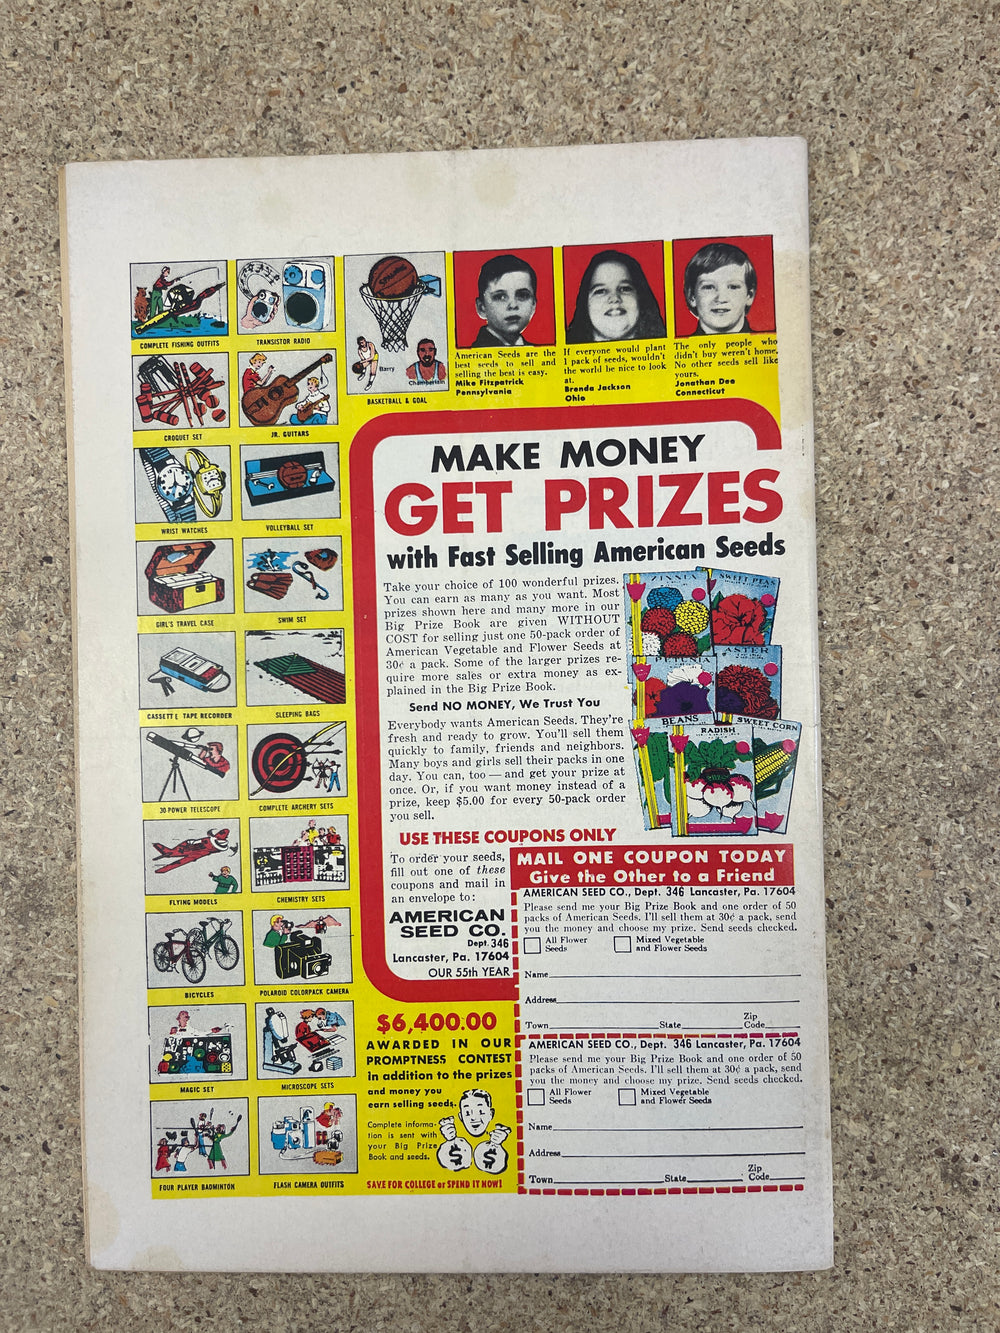 COMPLETE FISHING OUTFITS
TRANSISTOR RADIO
SPALDING
Barry
Chamberlain
BASKETBALL & GOAL
CROQUET SET
JR. GUITARS
WRIST WATCHES
VOLLEYBALL SET
GIRL'S TRAVEL CASE
SWIM SET
CASSETTE TAPE RECORDER
SLEEPING BAGS
30-POWER TELESCOPE
COMPLETE ARCHERY SETS
FLYING MODELS
CHEMISTRY SETS
BICYCLES
POLAROID COLORPACK CAMERA
MAGIC SET
MICROSCOPE SETS
FOUR PLAYER BADMINTON
FLASH CAMERA OUTFITS
American Seeds are the
best seeds to sell and
selling the best is easy.
Mike Fitzpatrick
Pennsylvania
If everyone would plant
1 pack of seeds, wouldn't
the world be nice to look
at.
Brenda Jackson
Ohio
The only people who
didn't buy weren't home.
No other seeds sell like
yours.
Jonathan Dee
Connecticut
MAKE MONEY
GET PRIZES
with Fast Selling American Seeds
Take your choice of 100 wonderful prizes.
You can earn as many as you want. Most
prizes shown here and many more in our
Big Prize Book are given WITHOUT
COST for selling just one 50-pack order of
American Vegetable and Flower Seeds at
30¢ a pack. Some of the larger prizes re-
quire more sales or extra money as ex-
plained in the Big Prize Book.
Send NO MONEY, We Trust You
Everybody wants American Seeds. They're
fresh and ready to grow. You'll sell them
quickly to family, friends and neighbors.
Many boys and girls sell their packs in one
day. You can, too — and get your prize at
once. Or, if you want money instead of a
prize, keep $5.00 for every 50-pack order
you sell.
ZINNIA
SWEET PEAS
PETUNIA
ASTER
BEANS
RADISH
SWEET CORN
USE THESE COUPONS ONLY
To order your seeds,
fill out one of these
coupons and mail in
an envelope to:
AMERICAN
SEED CO.
Dept. 346
Lancaster, Pa. 17604
OUR 55th YEAR
$6,400.00
AWARDED IN OUR
PROMPTNESS CONTEST
in addition to the prizes
and money you
earn selling seeds.
Complete informa-
tion is sent with
your Big Prize
Book and seeds.
$ $
SAVE FOR COLLEGE or SPEND IT NOW!
MAIL ONE COUPON TODAY
Give the Other to a Friend
AMERICAN SEED CO., Dept. 346 Lancaster, Pa. 17604
Please send me your Big Prize Book and one order of 50
packs of American Seeds. I'll sell them at 30¢ a pack, send
you the money and choose my prize. Send seeds checked.
All Flower Seeds
Mixed Vegetable and Flower Seeds
Name
Address
Town State Zip Code
AMERICAN SEED CO., Dept. 346 Lancaster, Pa. 17604
Please send me your Big Prize Book and one order of 50
packs of American Seeds. I'll sell them at 30¢ a pack, send
you the money and choose my prize. Send seeds checked.
All Flower Seeds
Mixed Vegetable and Flower Seeds
Name
Address
Town State Zip Code